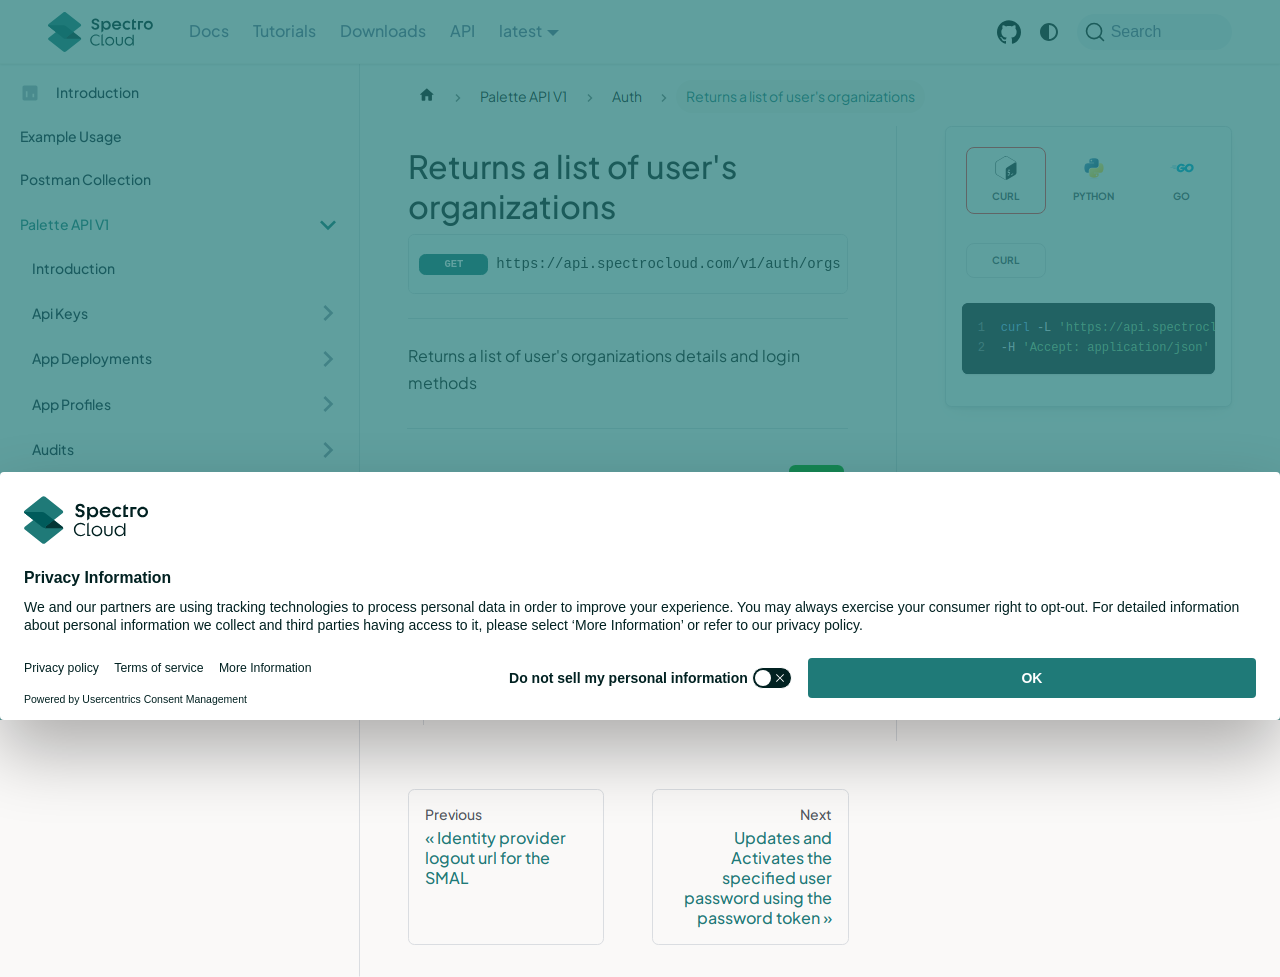 Spectro
Cloud
Docs
Tutorials
Downloads
API
latest
Search
Introduction
Example Usage
Postman Collection
Palette API V1
Introduction
Api Keys
App Deployments
App Profiles
Audits
Palette API V1
Auth
Returns a list of user's organizations
Returns a list of user's
organizations
GET
https://api.spectrocloud.com/v1/auth/orgs
Returns a list of user's organizations details and login
methods
CURL
PYTHON
GO
CURL
1 curl -L 'https://api.spectrocl
2 -H 'Accept: application/json'
Spectro
Cloud
Privacy Information
We and our partners are using tracking technologies to process personal data in order to improve your experience. You may always exercise your consumer right to opt-out. For detailed information
about personal information we collect and third parties having access to it, please select ‘More Information’ or refer to our privacy policy.
Privacy policy
Terms of service
More Information
Powered by Usercentrics Consent Management
Do not sell my personal information
OK
Previous
« Identity provider
logout url for the
SMAL
Next
Updates and
Activates the
specified user
password using the
password token »